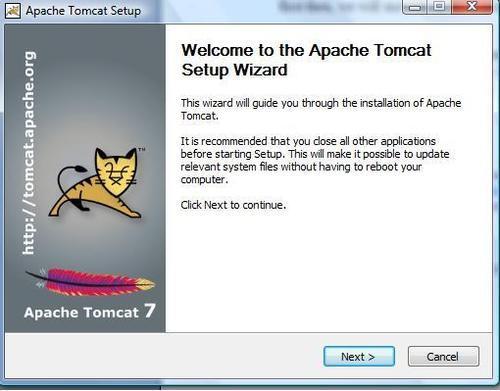 Apache Tomcat Setup
http://tomcat.apache.org
TM
Apache Tomcat 7
Welcome to the Apache Tomcat
Setup Wizard
This wizard will guide you through the installation of Apache
Tomcat.
It is recommended that you close all other applications
before starting Setup. This will make it possible to update
relevant system files without having to reboot your
computer.
Click Next to continue.
Next >
Cancel